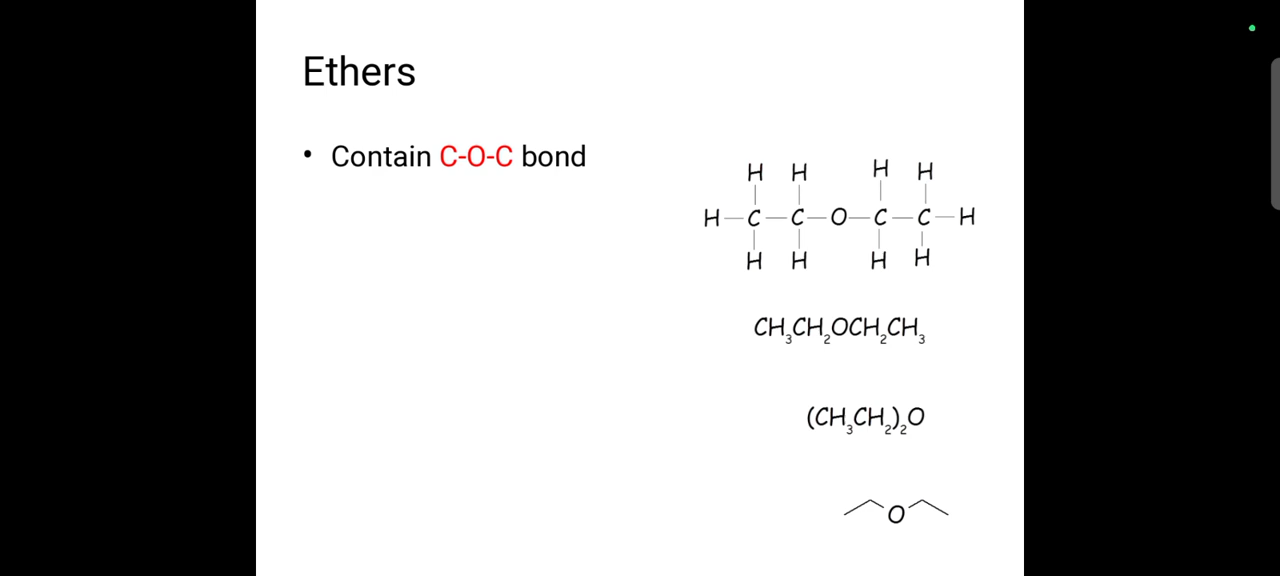 Ethers
• Contain C-O-C bond
H H H H
H—C—C—O—C—C—H
H H H H
CH₃CH₂OCH₂CH₃
(CH₃CH₂)₂O
O